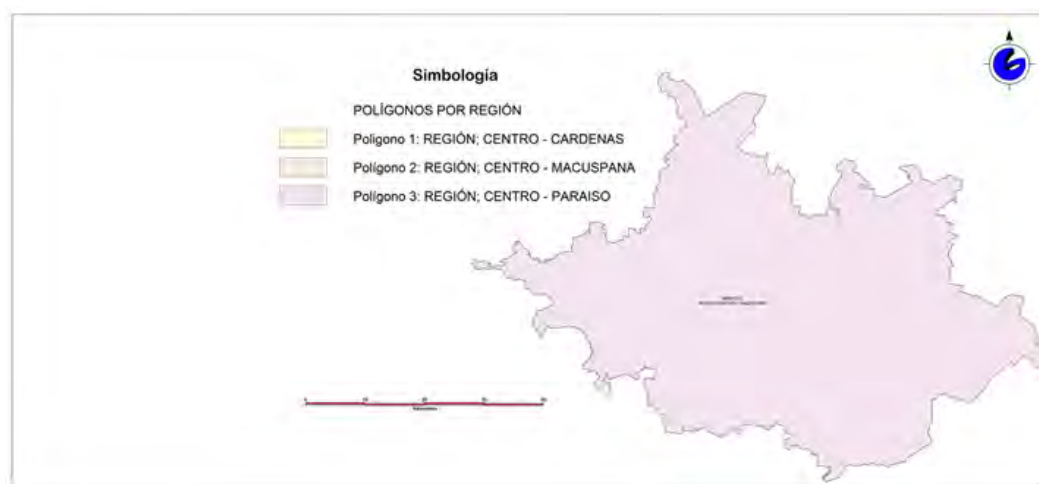 Simbología
POLÍGONOS POR REGIÓN
Poligono 1: REGIÓN; CENTRO - CARDENAS
Polígono 2: REGIÓN; CENTRO - MACUSPANA
Polígono 3: REGIÓN; CENTRO - PARAISO